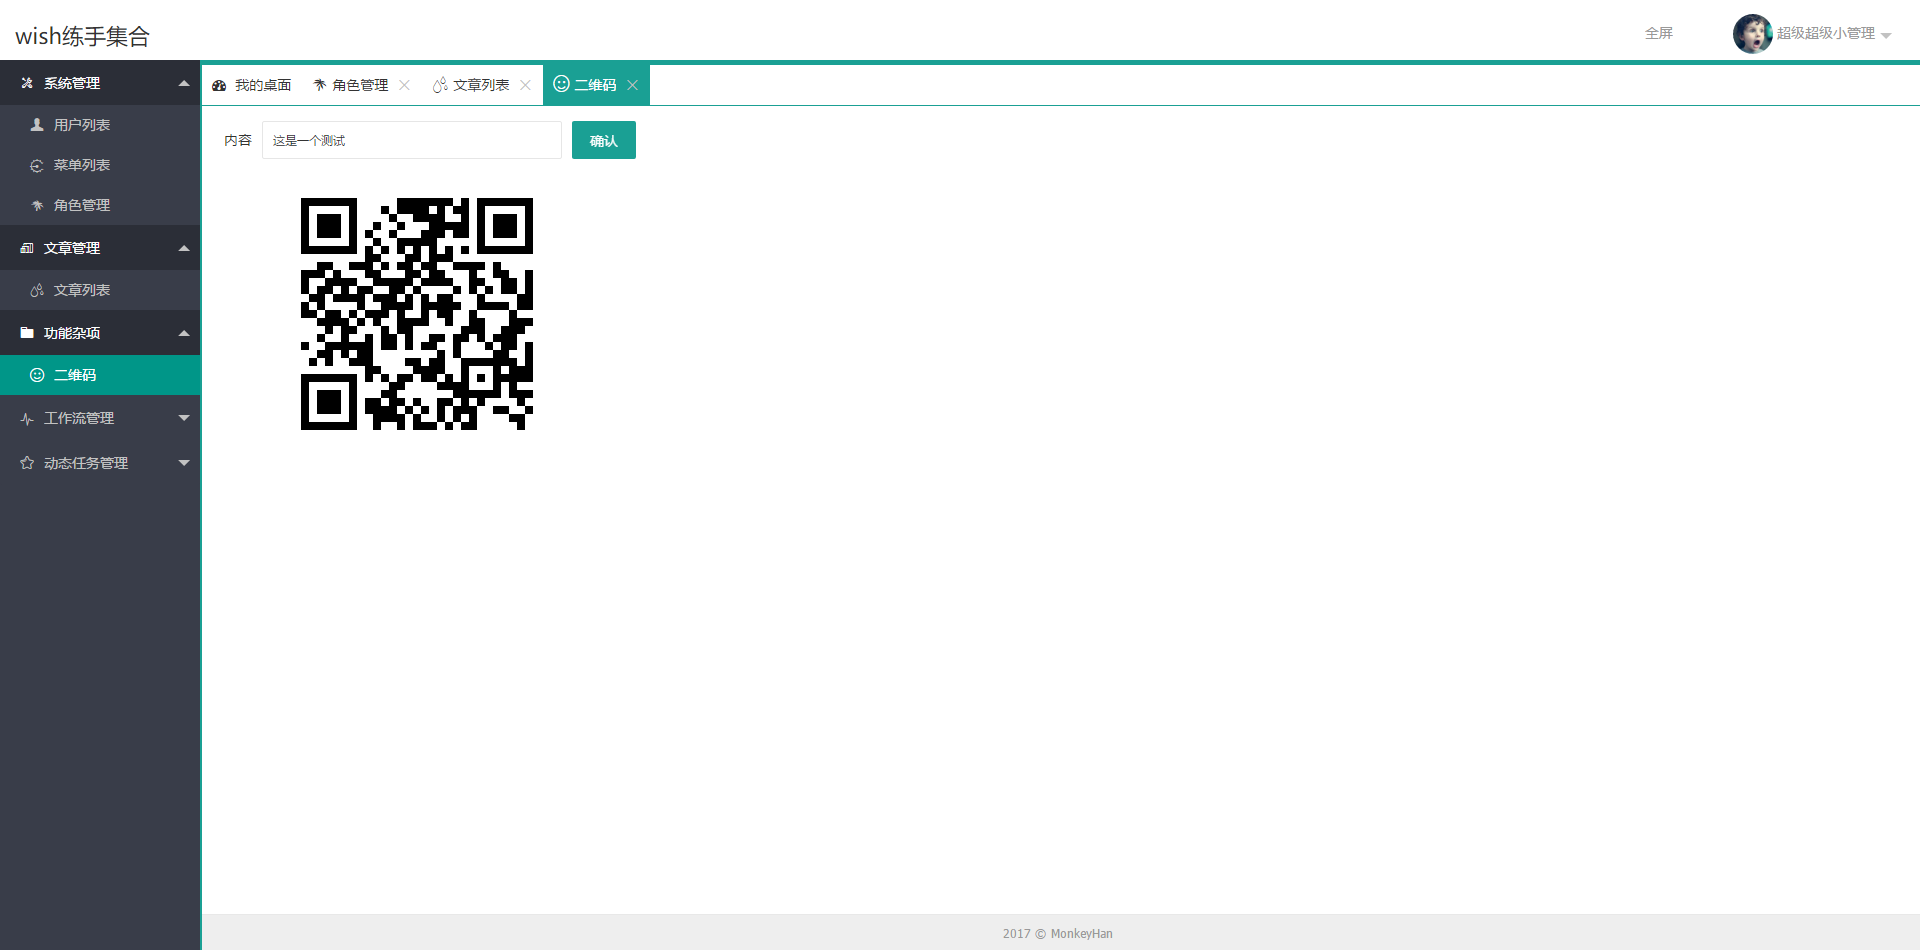 wish练手集合
全屏
超级超级小管理
系统管理
用户列表
菜单列表
角色管理
文章管理
文章列表
功能杂项
二维码
工作流管理
动态任务管理
我的桌面
角色管理
文章列表
二维码
内容
这是一个测试
确认
2017 © MonkeyHan